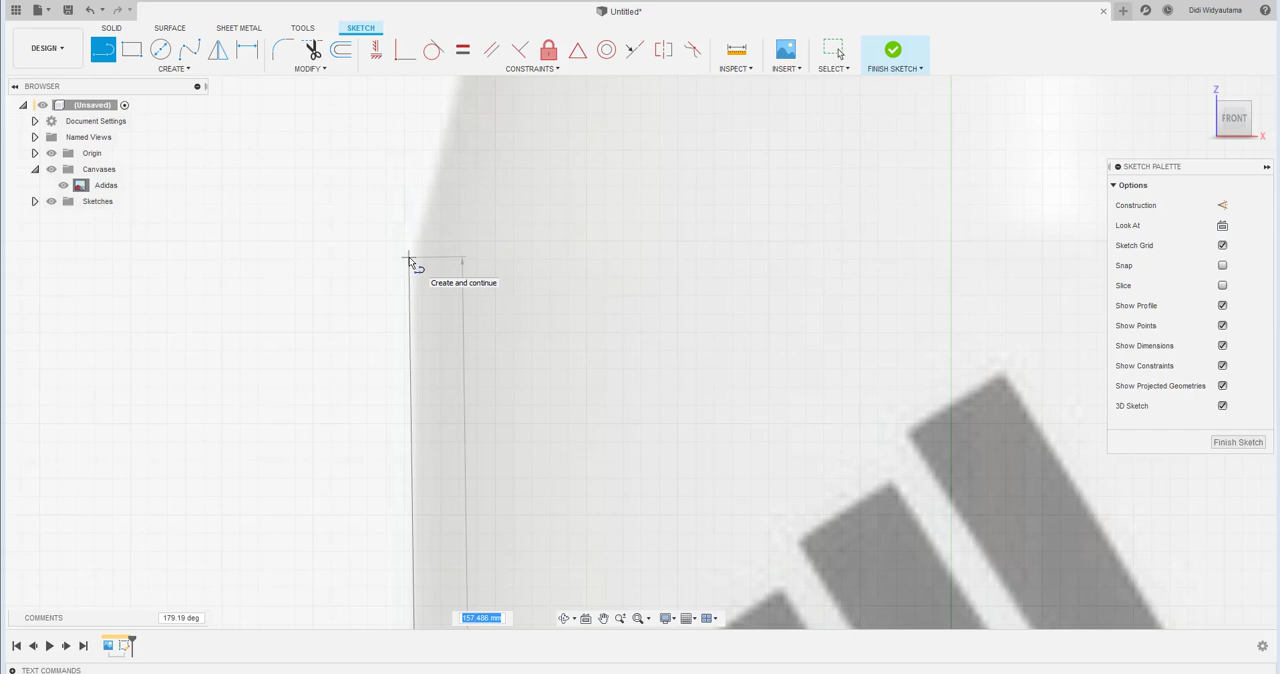 Untitled*
Didi Widyautama
DESIGN
SOLID
SURFACE
SHEET METAL
TOOLS
SKETCH
CREATE
MODIFY
CONSTRAINTS
INSPECT
INSERT
SELECT
FINISH SKETCH
BROWSER
(Unsaved)
Document Settings
Named Views
Origin
Canvases
Adidas
Sketches
Z
FRONT
X
SKETCH PALETTE
Options
Construction
Look At
Sketch Grid
Snap
Slice
Show Profile
Show Points
Show Dimensions
Show Constraints
Show Projected Geometries
3D Sketch
Finish Sketch
Create and continue
COMMENTS
179.19 deg
157.486 mm
TEXT COMMANDS